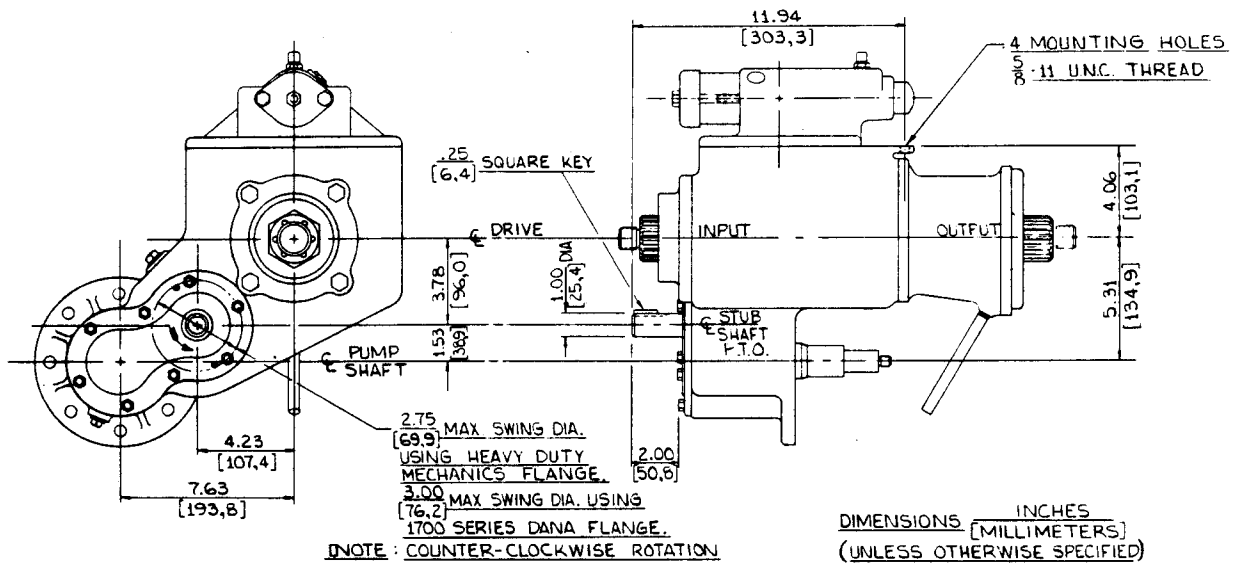 11.94
[303,3]
4 MOUNTING HOLES
5/8 - 11 U.N.C. THREAD
.25
[6,4] SQUARE KEY
4.06
[103,1]
℄ DRIVE
INPUT
OUTPUT
3.78
[96,0]
1.00 DIA
[25,4]
5.31
[134,9]
1.53
[38,9]
℄ STUB
SHAFT
P.T.O.
℄ PUMP
SHAFT
4.23
[107,4]
7.63
[193,8]
2.75
[69,9] MAX SWING DIA.
USING HEAVY DUTY
MECHANICS FLANGE.
3.00
[76,2] MAX SWING DIA. USING
1700 SERIES DANA FLANGE.
2.00
[50,8]
NOTE : COUNTER-CLOCKWISE ROTATION
DIMENSIONS INCHES
[MILLIMETERS]
(UNLESS OTHERWISE SPECIFIED)